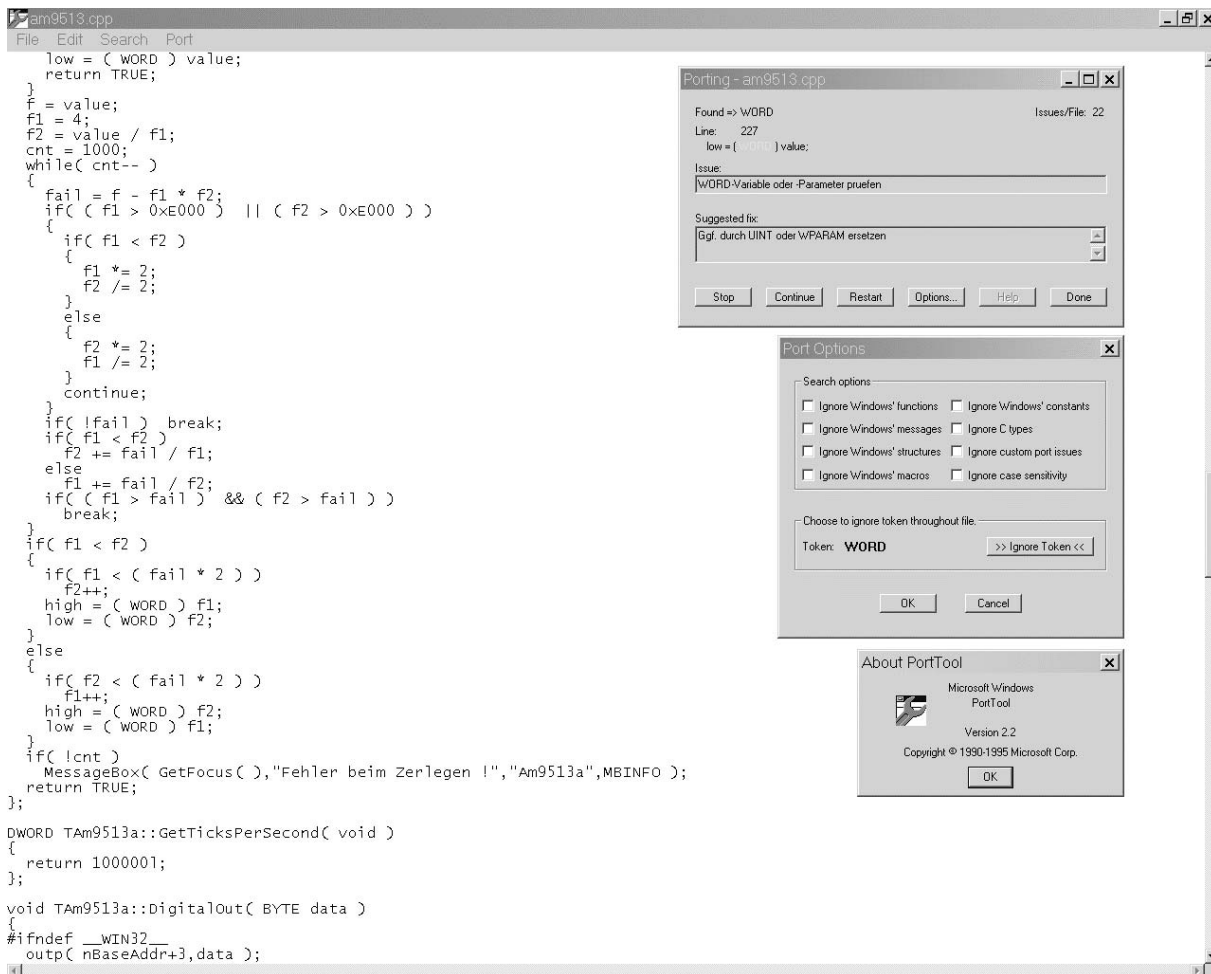 am9513.cpp
File Edit Search Port
low = ( WORD ) value;
return TRUE;
}
f = value;
f1 = 4;
f2 = value / f1;
cnt = 1000;
while( cnt-- )
{
fail = f - f1 * f2;
if( ( f1 > 0xE000 ) || ( f2 > 0xE000 ) )
{
if( f1 < f2 )
{
f1 *= 2;
f2 /= 2;
}
else
{
f2 *= 2;
f1 /= 2;
}
continue;
}
if( !fail ) break;
if( f1 < f2 )
f2 += fail / f1;
else
f1 += fail / f2;
if( ( f1 > fail ) && ( f2 > fail ) )
break;
}
if( f1 < f2 )
{
if( f1 < ( fail * 2 ) )
f2++;
high = ( WORD ) f1;
low = ( WORD ) f2;
}
else
{
if( f2 < ( fail * 2 ) )
f1++;
high = ( WORD ) f2;
low = ( WORD ) f1;
}
if( !cnt )
MessageBox( GetFocus( ),"Fehler beim Zerlegen !","Am9513a",MBINFO );
return TRUE;
};
DWORD TAm9513a::GetTicksPerSecond( void )
{
return 1000000l;
};
void TAm9513a::DigitalOut( BYTE data )
{
#ifndef __WIN32__
outp( nBaseAddr+3,data );
Porting - am9513.cpp
Found => WORD Issues/File: 22
Line: 227
low = ( WORD ) value;
Issue:
WORD-Variable oder -Parameter pruefen
Suggested fix:
Ggf. durch UINT oder WPARAM ersetzen
Stop Continue Restart Options... Help Done
Port Options
Search options
Ignore Windows' functions Ignore Windows' constants
Ignore Windows' messages Ignore C types
Ignore Windows' structures Ignore custom port issues
Ignore Windows' macros Ignore case sensitivity
Choose to ignore token throughout file.
Token: WORD >> Ignore Token <<
OK Cancel
About PortTool
Microsoft Windows
PortTool
Version 2.2
Copyright © 1990-1995 Microsoft Corp.
OK